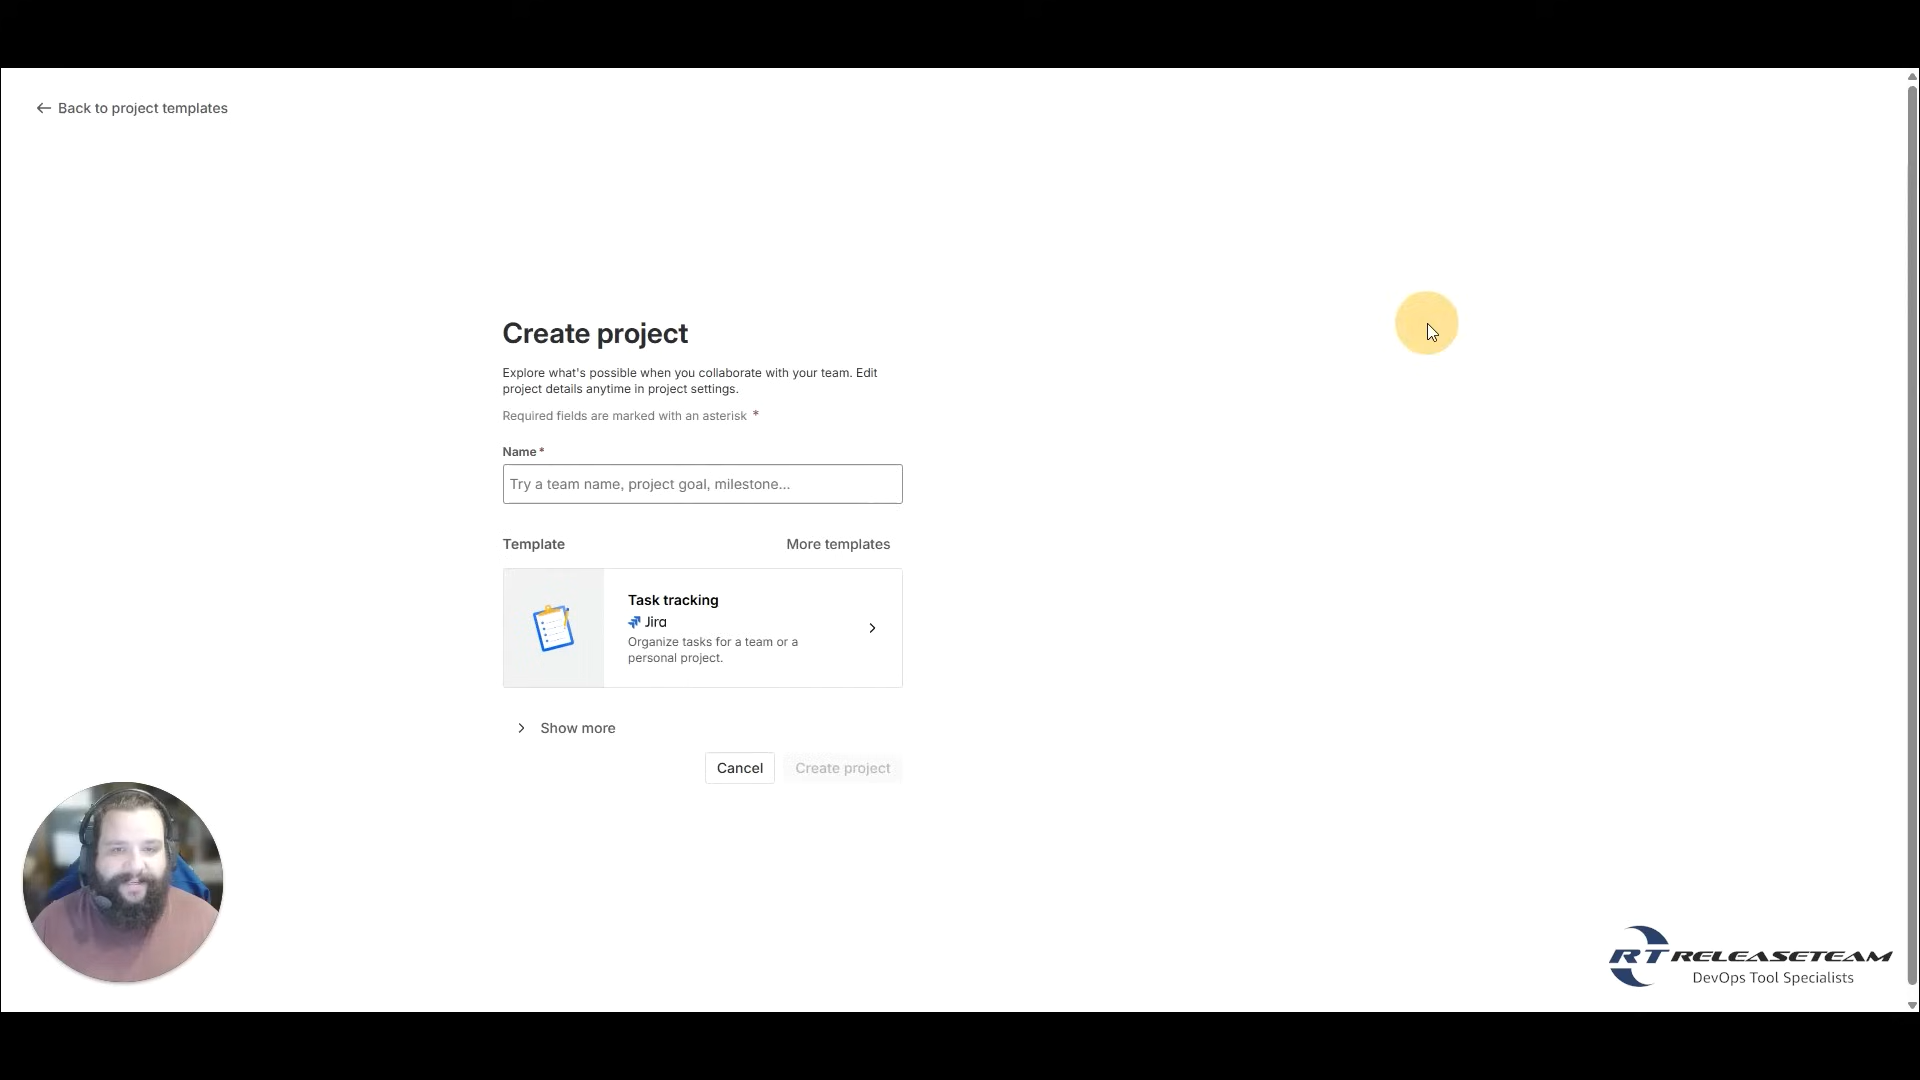 Back to project templates
Create project
Explore what's possible when you collaborate with your team. Edit
project details anytime in project settings.
Required fields are marked with an asterisk *
Name *
Try a team name, project goal, milestone...
Template
More templates
Task tracking
Jira
Organize tasks for a team or a
personal project.
Show more
Cancel
Create project
RT RELEASETEAM
DevOps Tool Specialists